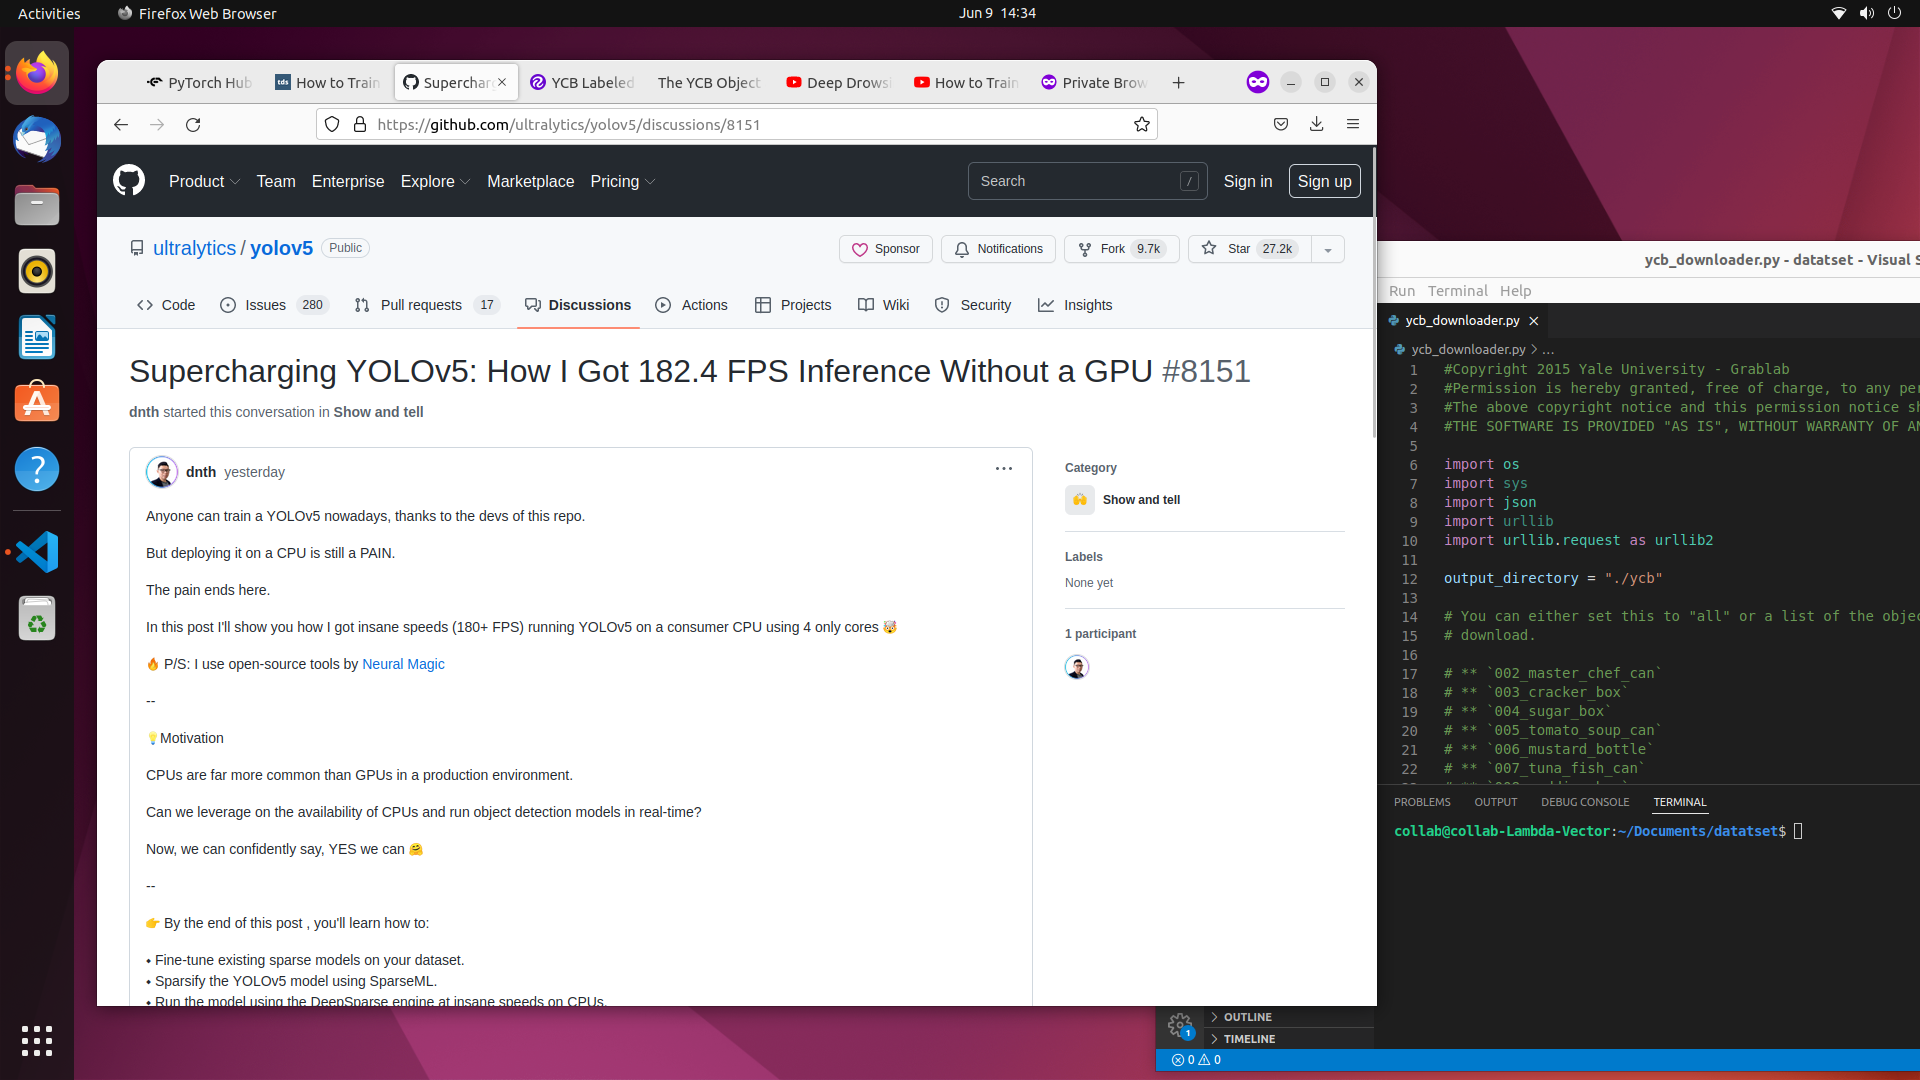 Activities
Firefox Web Browser
Jun 9 14:34
PyTorch Hub
How to Train
Supercharg
YCB Labeled
The YCB Object
Deep Drowsi
How to Train
Private Brow
https://github.com/ultralytics/yolov5/discussions/8151
Product
Team
Enterprise
Explore
Marketplace
Pricing
Search
/
Sign in
Sign up
ultralytics / yolov5
Public
Sponsor
Notifications
Fork 9.7k
Star 27.2k
Code
Issues 280
Pull requests 17
Discussions
Actions
Projects
Wiki
Security
Insights
Supercharging YOLOv5: How I Got 182.4 FPS Inference Without a GPU #8151
dnth started this conversation in Show and tell
dnth yesterday
Anyone can train a YOLOv5 nowadays, thanks to the devs of this repo.
But deploying it on a CPU is still a PAIN.
The pain ends here.
In this post I'll show you how I got insane speeds (180+ FPS) running YOLOv5 on a consumer CPU using 4 only cores 🤯
🔥 P/S: I use open-source tools by Neural Magic
--
💡Motivation
CPUs are far more common than GPUs in a production environment.
Can we leverage on the availability of CPUs and run object detection models in real-time?
Now, we can confidently say, YES we can 🤗
--
👉 By the end of this post , you'll learn how to:
⬩ Fine-tune existing sparse models on your dataset.
⬩ Sparsify the YOLOv5 model using SparseML.
⬩ Run the model using the DeepSparse engine at insane speeds on CPUs.
Category
Show and tell
Labels
None yet
1 participant
ycb_downloader.py - datatset - Visual S
Run Terminal Help
ycb_downloader.py
ycb_downloader.py > ...
1 #Copyright 2015 Yale University - Grablab
2 #Permission is hereby granted, free of charge, to any per
3 #The above copyright notice and this permission notice sh
4 #THE SOFTWARE IS PROVIDED "AS IS", WITHOUT WARRANTY OF AN
5
6 import os
7 import sys
8 import json
9 import urllib
10 import urllib.request as urllib2
11
12 output_directory = "./ycb"
13
14 # You can either set this to "all" or a list of the objec
15 # download.
16
17 # ** `002_master_chef_can`
18 # ** `003_cracker_box`
19 # ** `004_sugar_box`
20 # ** `005_tomato_soup_can`
21 # ** `006_mustard_bottle`
22 # ** `007_tuna_fish_can`
PROBLEMS
OUTPUT
DEBUG CONSOLE
TERMINAL
collab@collab-Lambda-Vector:~/Documents/datatset$
OUTLINE
TIMELINE
1
0 0